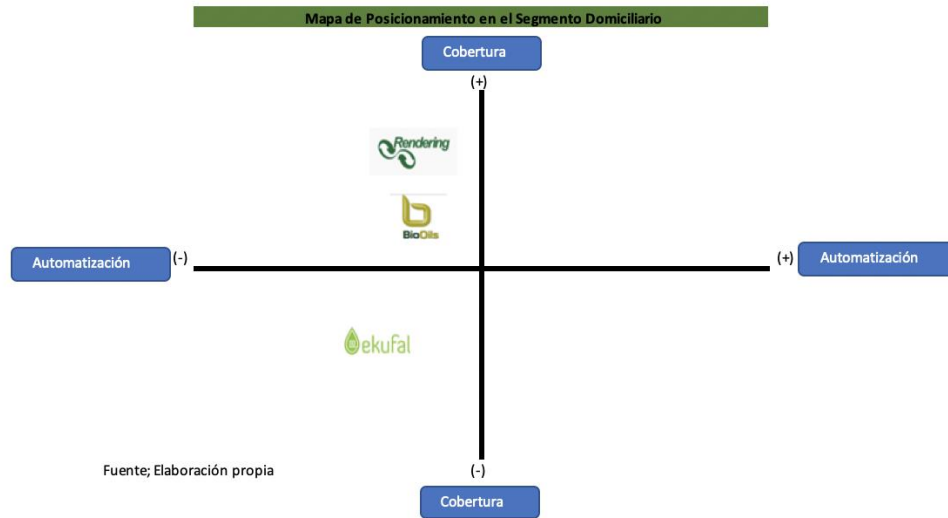 Mapa de Posicionamiento en el Segmento Domiciliario
Cobertura
(+)
Rendering
BioOils
Automatización
(-)
(+)
Automatización
ekufal
Fuente; Elaboración propia
(-)
Cobertura